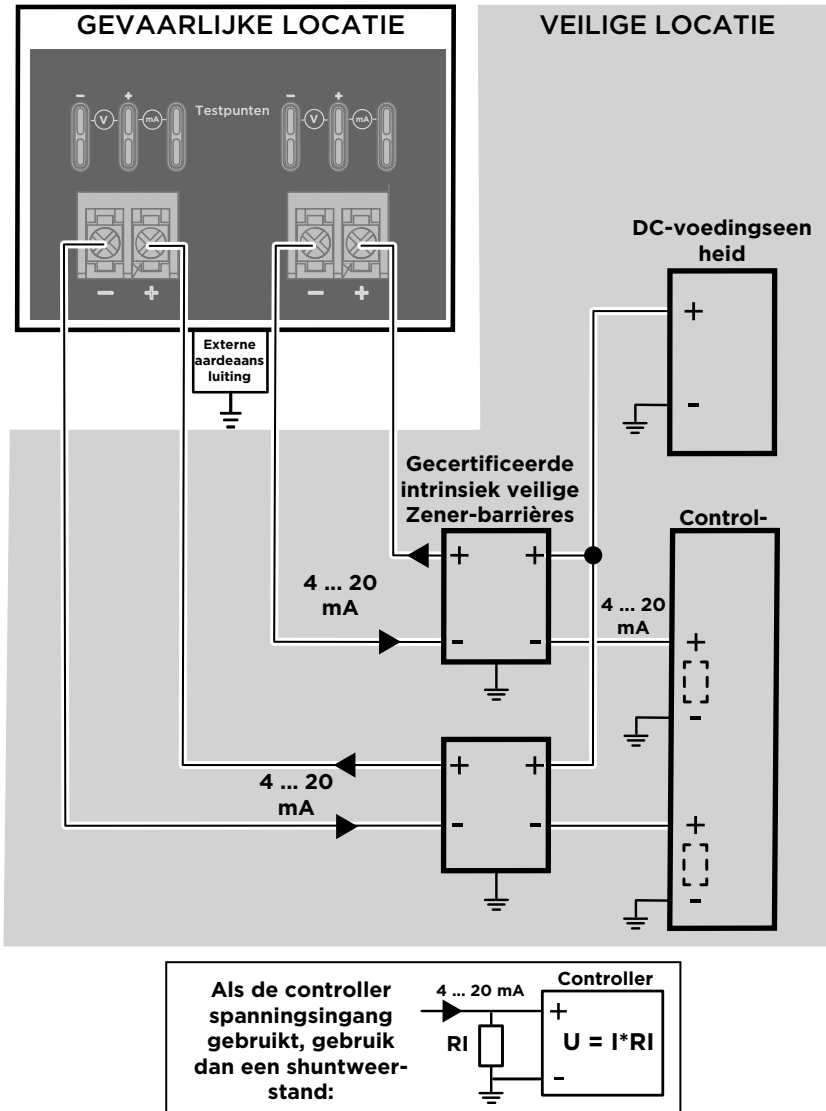 GEVAARLIJKE LOCATIE
VEILIGE LOCATIE
- + - +
Testpunten
V mA V mA
- + - +
Externe
aardeaans
luiting
DC-voedingseen
heid
+
-
Gecertificeerde
intrinsiek veilige
Zener-barrières
Control-
+ +
4 ... 20
mA
4 ... 20
mA
- - +
-
+ +
4 ... 20
mA
- - +
-
Als de controller
spanningsingang
gebruikt, gebruik
dan een shuntweer-
stand:
4 ... 20 mA
Controller
+
RI
U = I*RI
-